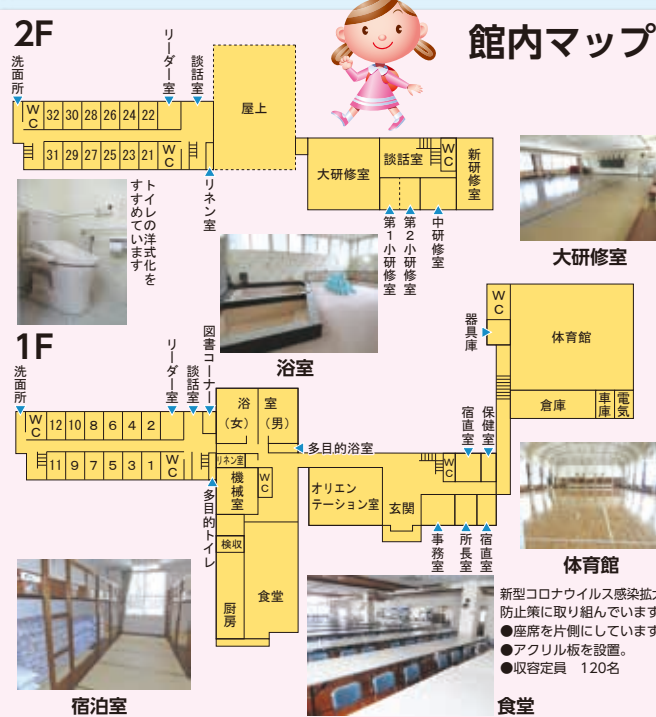 館内マップ
2F
洗面所
リーダー室
談話室
WC 32 30 28 26 24 22
31 29 27 25 23 21 WC
リネン室
屋上
大研修室
談話室
WC
新研修室
第1小研修室
第2小研修室
中研修室
トイレの洋式化を
すすめています
浴室
大研修室
1F
洗面所
リーダー室
談話室
図書コーナー
WC 12 10 8 6 4 2
11 9 7 5 3 1 WC
浴室
(女) (男)
多目的浴室
リネン室
機械室
WC
多目的トイレ
検収
厨房
食堂
オリエン
テーション室
玄関
WC
宿直室
保健室
事務室
所長室
宿直室
器具庫
WC
体育館
倉庫
車庫
電気
体育館
宿泊室
食堂
新型コロナウイルス感染拡大
防止策に取り組んでいます
●座席を片側にしています
●アクリル板を設置。
●収容定員 120名